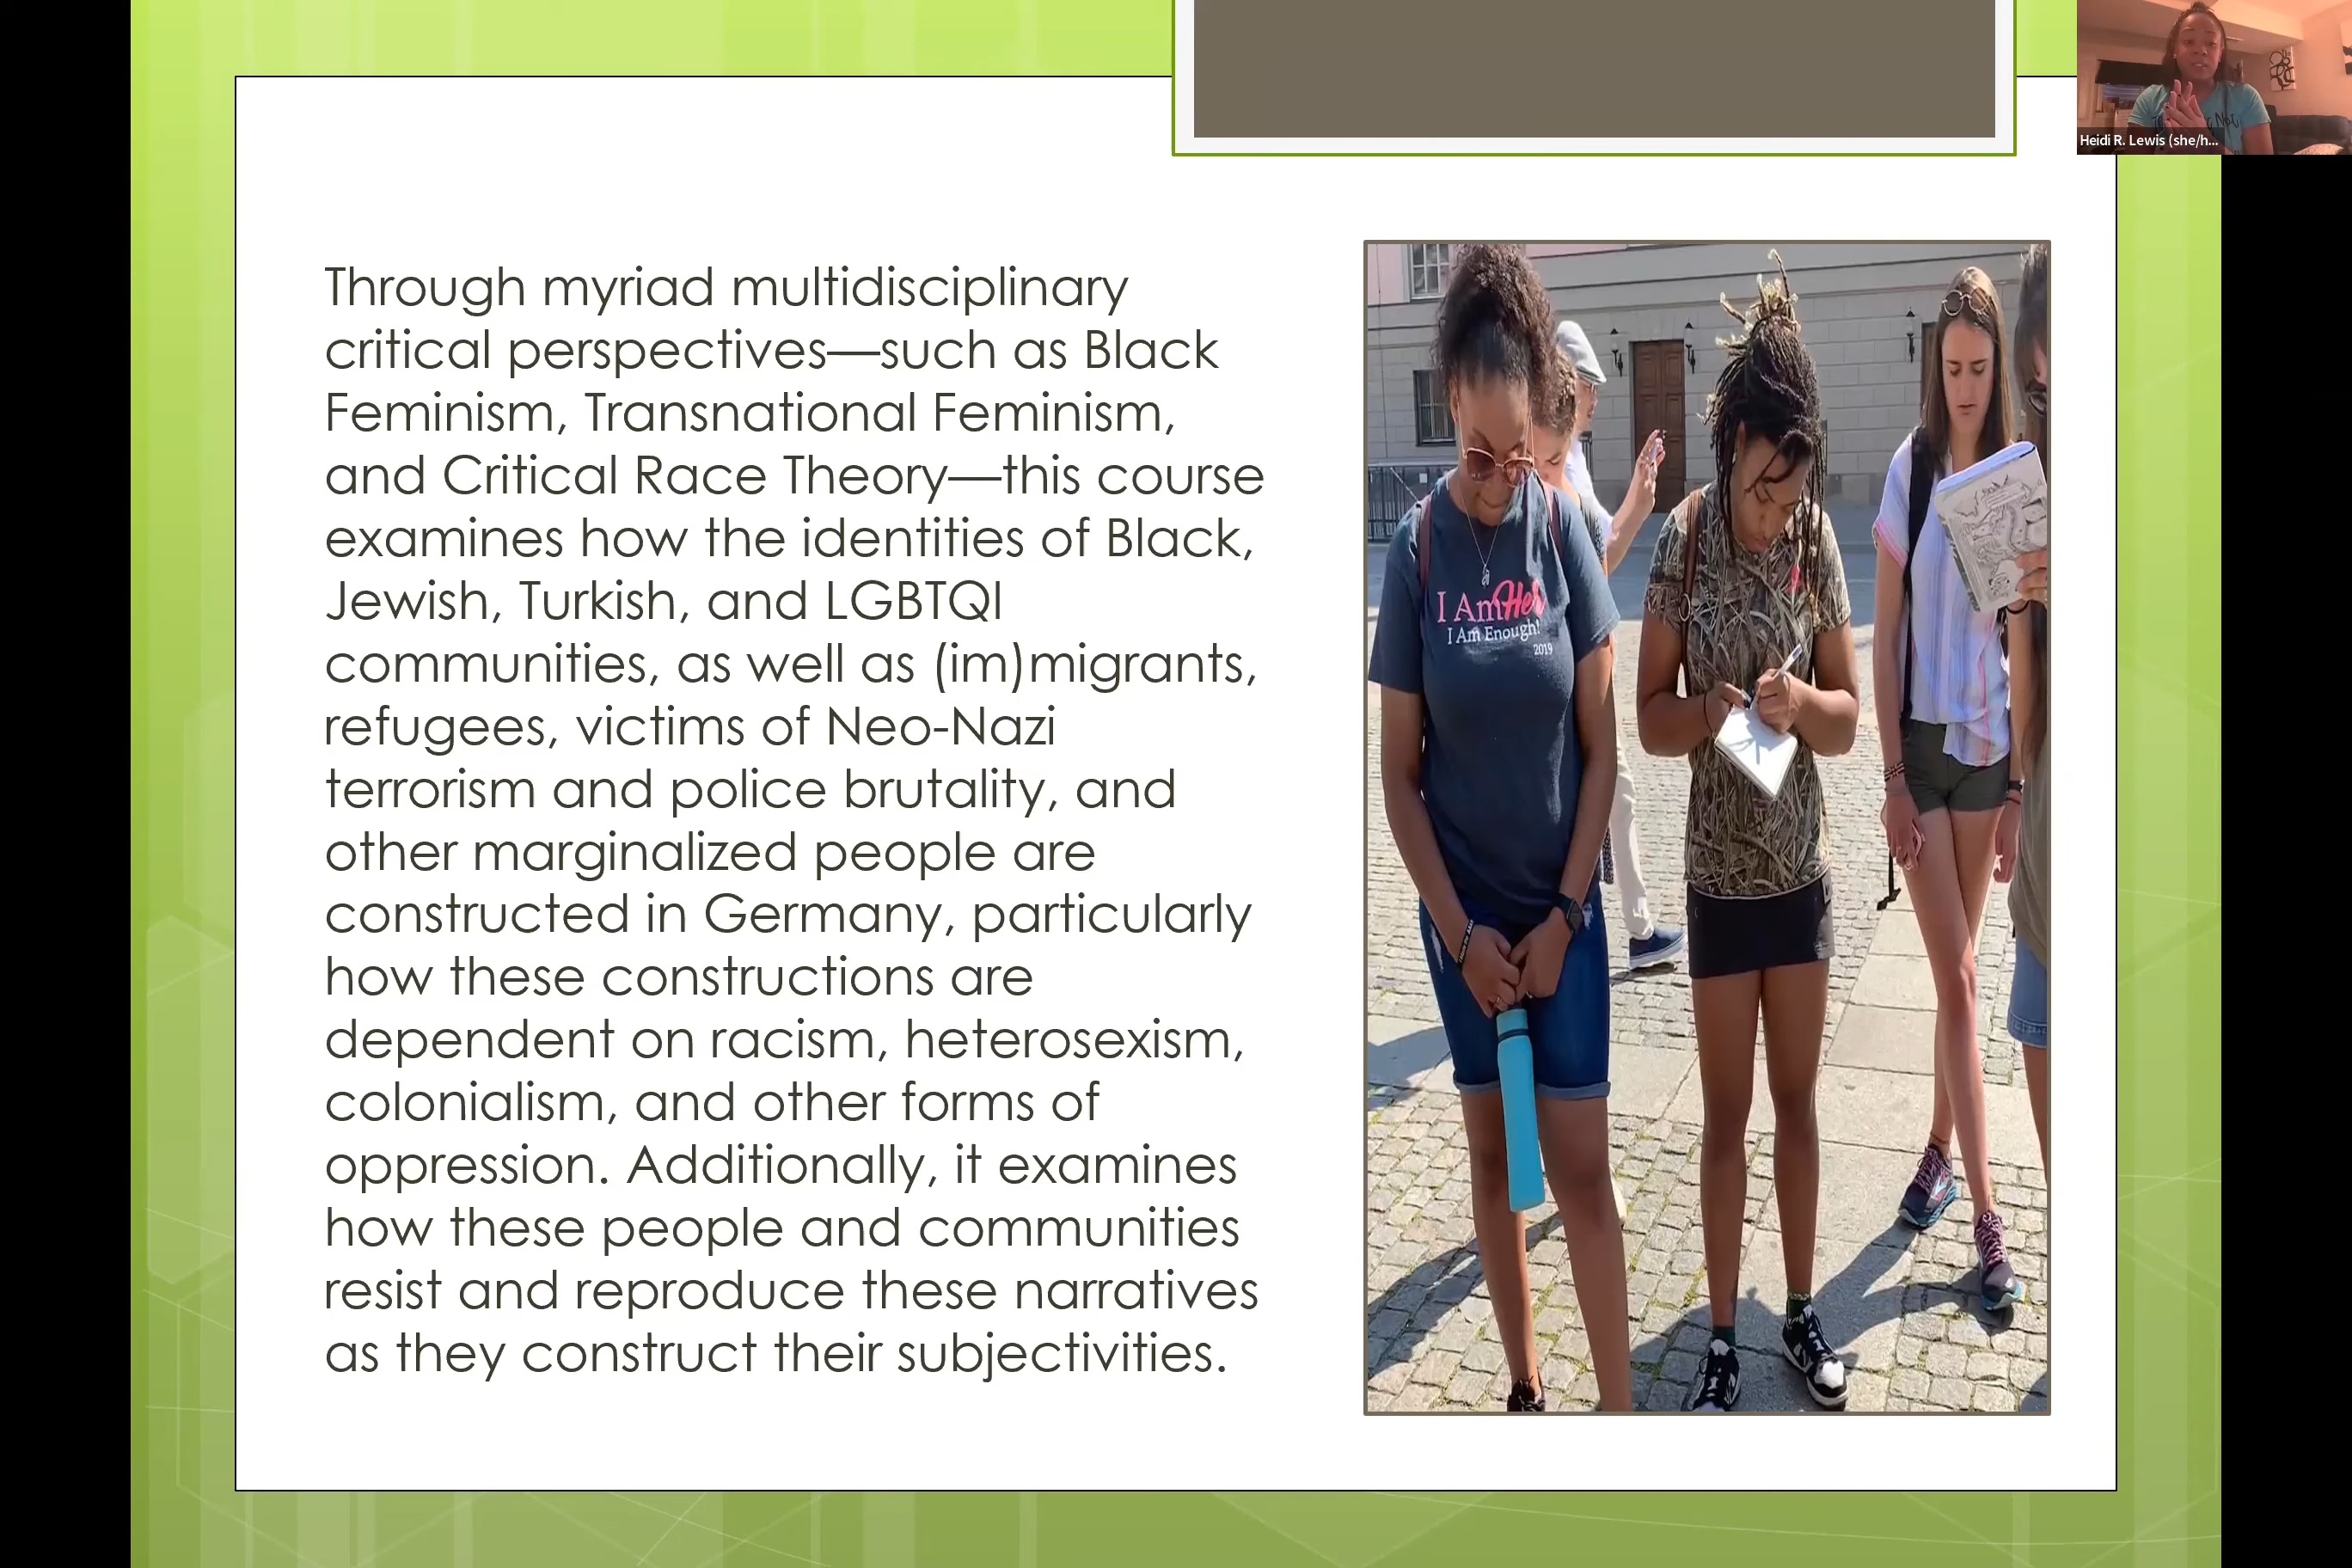 Heidi R. Lewis (she/h...
Through myriad multidisciplinary
critical perspectives—such as Black
Feminism, Transnational Feminism,
and Critical Race Theory—this course
examines how the identities of Black,
Jewish, Turkish, and LGBTQI
communities, as well as (im)migrants,
refugees, victims of Neo-Nazi
terrorism and police brutality, and
other marginalized people are
constructed in Germany, particularly
how these constructions are
dependent on racism, heterosexism,
colonialism, and other forms of
oppression. Additionally, it examines
how these people and communities
resist and reproduce these narratives
as they construct their subjectivities.
I Am Her
I Am Enough!
2019